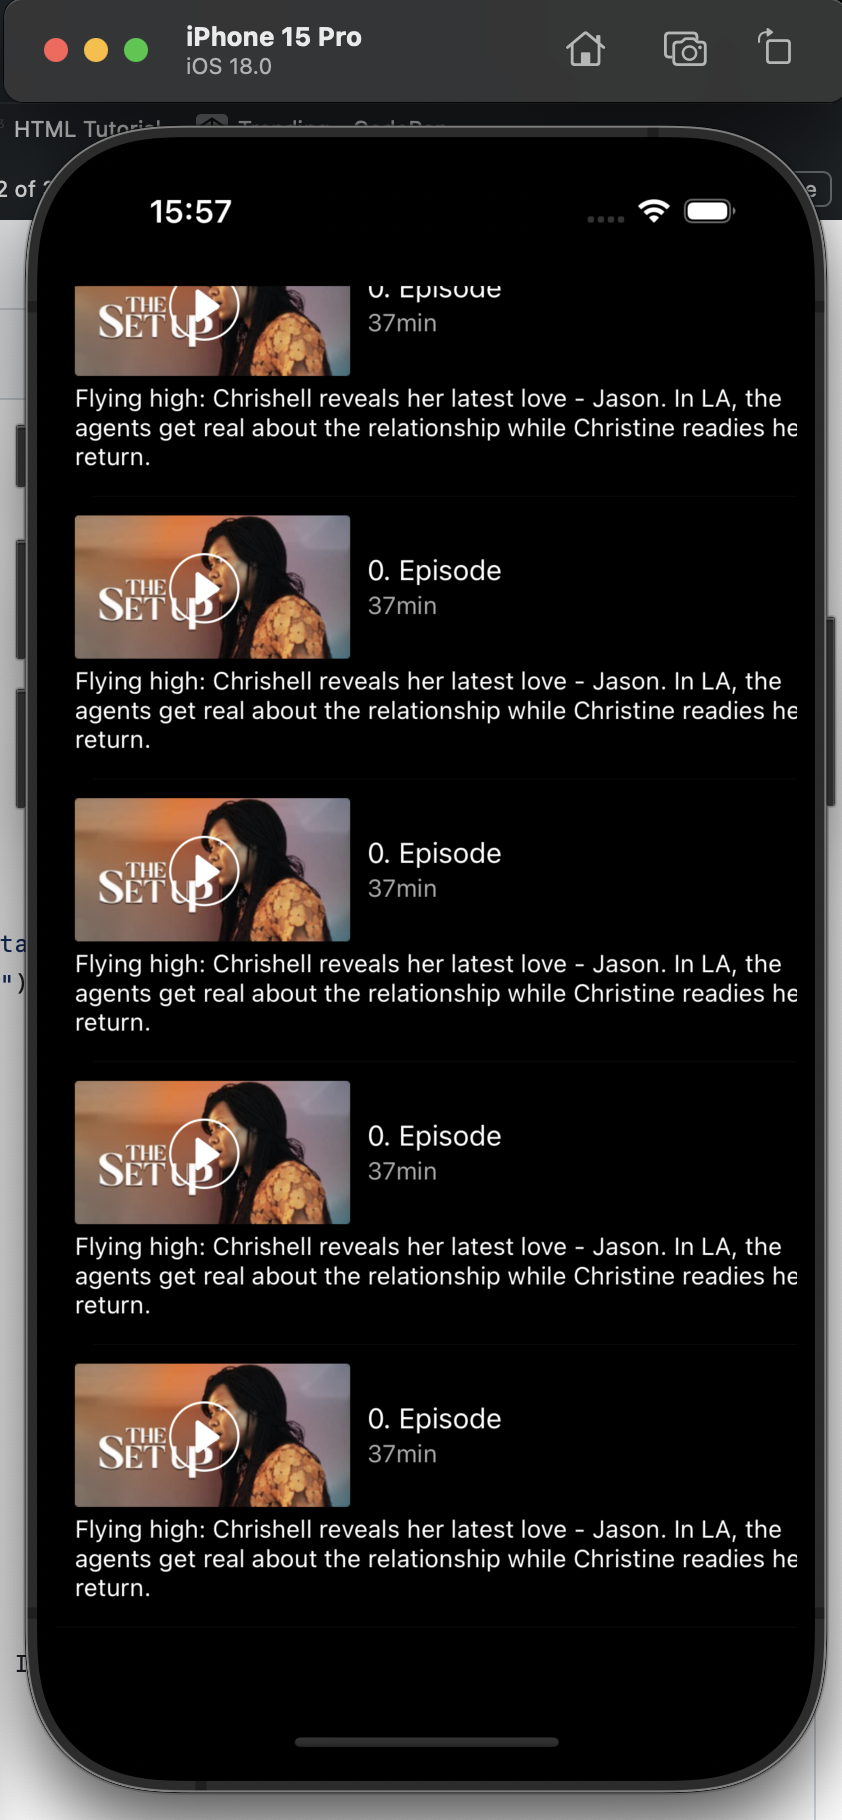 iPhone 15 Pro
iOS 18.0
HTML Tutorial
2 of
e
15:57
THE
SET UP
0. Episode
37min
Flying high: Chrishell reveals her latest love - Jason. In LA, the
agents get real about the relationship while Christine readies he
return.
THE
SET UP
0. Episode
37min
Flying high: Chrishell reveals her latest love - Jason. In LA, the
agents get real about the relationship while Christine readies he
return.
THE
SET UP
0. Episode
37min
Flying high: Chrishell reveals her latest love - Jason. In LA, the
agents get real about the relationship while Christine readies he
return.
THE
SET UP
0. Episode
37min
Flying high: Chrishell reveals her latest love - Jason. In LA, the
agents get real about the relationship while Christine readies he
return.
THE
SET UP
0. Episode
37min
Flying high: Chrishell reveals her latest love - Jason. In LA, the
agents get real about the relationship while Christine readies he
return.
ta
")
I